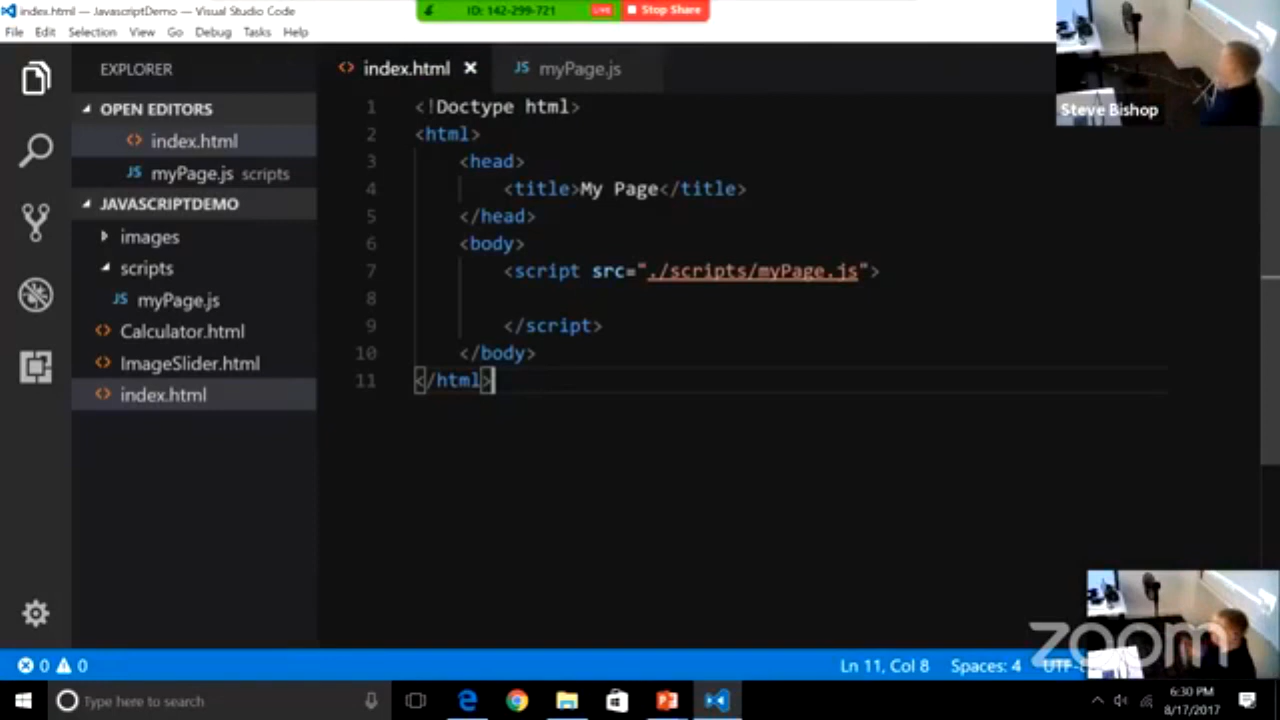 index.html — JavascriptDemo — Visual Studio Code
ID: 142-299-721 LIVE Stop Share
File Edit Selection View Go Debug Tasks Help
Steve Bishop
EXPLORER
OPEN EDITORS
index.html
myPage.js scripts
JAVASCRIPTDEMO
images
scripts
JS myPage.js
Calculator.html
ImageSlider.html
index.html
index.html × JS myPage.js
1 <!Doctype html>
2 <html>
3 <head>
4 <title>My Page</title>
5 </head>
6 <body>
7 <script src="./scripts/myPage.js">
8
9 </script>
10 </body>
11 </html>
zoom
0 0 Ln 11, Col 8 Spaces: 4
Type here to search
6:30 PM
8/17/2017